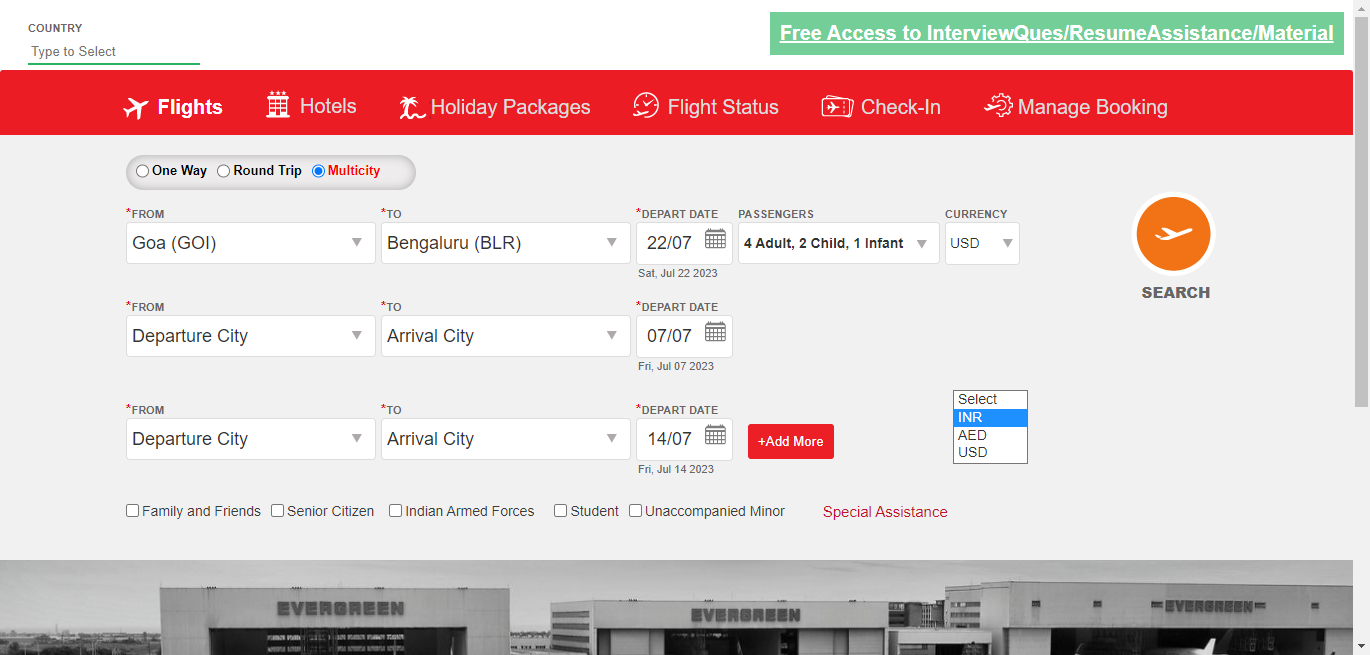 COUNTRY
Type to Select
Free Access to InterviewQues/ResumeAssistance/Material
Flights Hotels Holiday Packages Flight Status Check-In Manage Booking
One Way Round Trip Multicity
*FROM *TO *DEPART DATE PASSENGERS CURRENCY
Goa (GOI) Bengaluru (BLR) 22/07 4 Adult, 2 Child, 1 Infant USD
Sat, Jul 22 2023
SEARCH
*FROM *TO *DEPART DATE
Departure City Arrival City 07/07
Fri, Jul 07 2023
*FROM *TO *DEPART DATE
Departure City Arrival City 14/07 +Add More
Fri, Jul 14 2023
Select
INR
AED
USD
Family and Friends Senior Citizen Indian Armed Forces Student Unaccompanied Minor Special Assistance
EVERGREEN EVERGREEN EVERGREEN